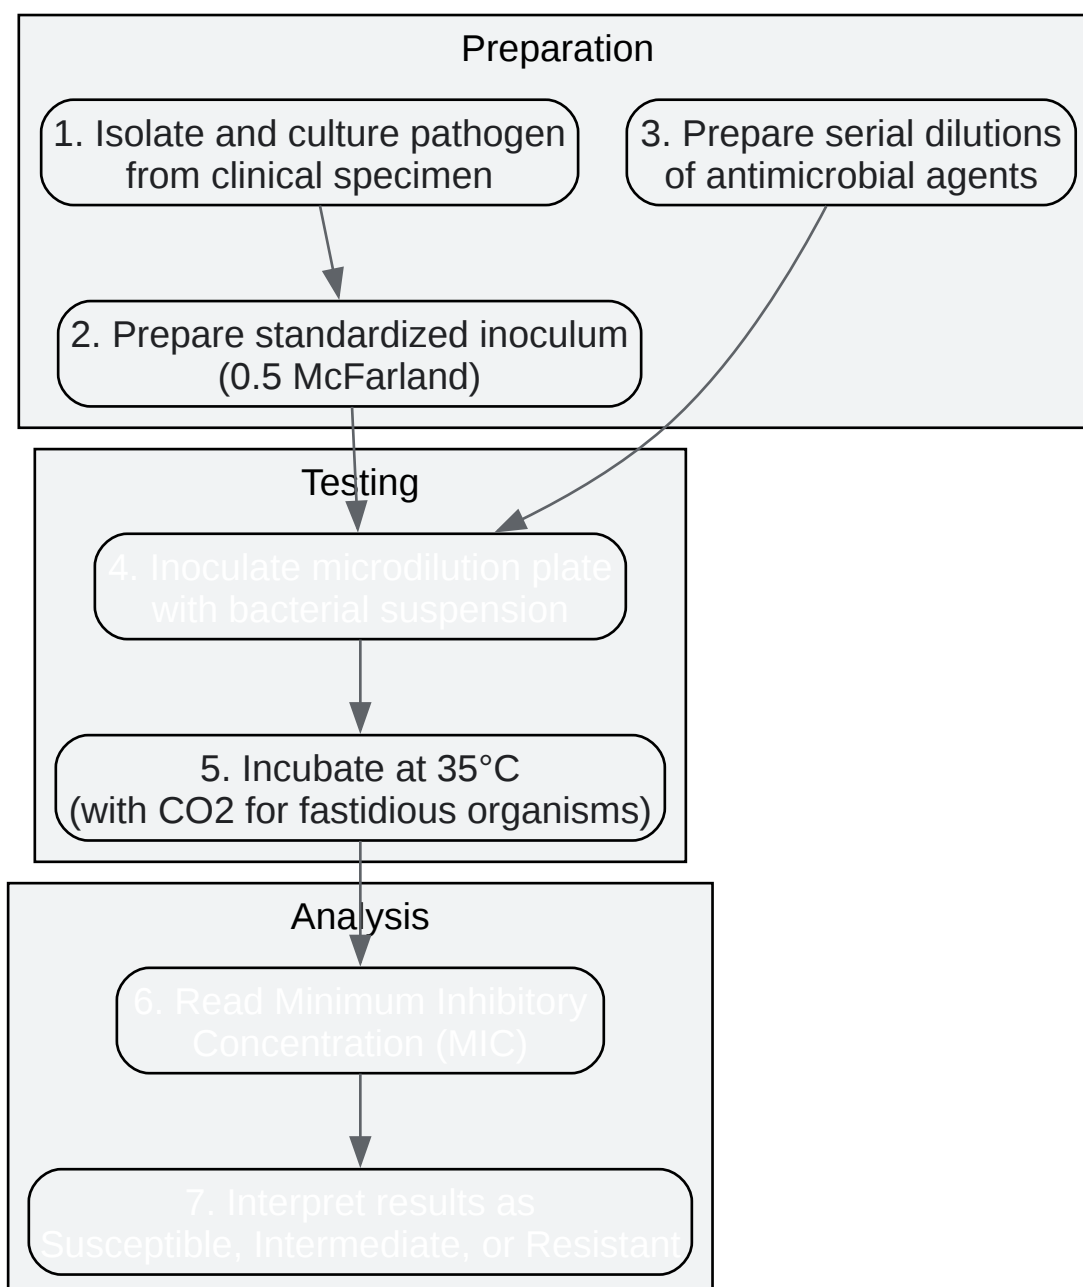 Preparation
1. Isolate and culture pathogen
from clinical specimen
3. Prepare serial dilutions
of antimicrobial agents
2. Prepare standardized inoculum
(0.5 McFarland)
Testing
4. Inoculate microdilution plate
with bacterial suspension
5. Incubate at 35°C
(with CO2 for fastidious organisms)
Analysis
6. Read Minimum Inhibitory
Concentration (MIC)
7. Interpret results as
Susceptible, Intermediate, or Resistant